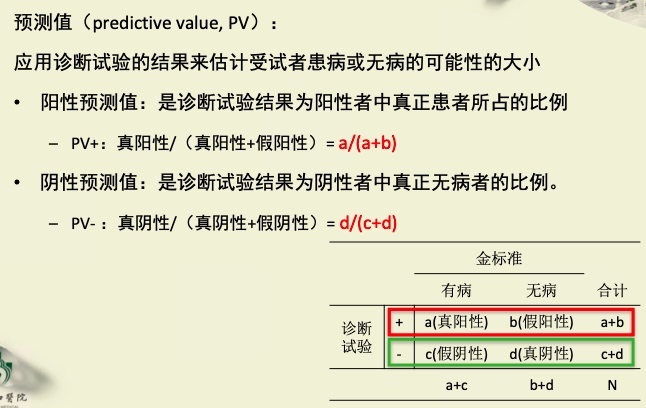 预测值（predictive value, PV）：
应用诊断试验的结果来估计受试者患病或无病的可能性的大小
• 阳性预测值：是诊断试验结果为阳性者中真正患者所占的比例
– PV+：真阳性/（真阳性+假阳性）= a/(a+b)
• 阴性预测值：是诊断试验结果为阴性者中真正无病者的比例。
– PV-：真阴性/（真阴性+假阴性）= d/(c+d)
金标准
有病 无病 合计
诊断试验 + a(真阳性) b(假阳性) a+b
- c(假阴性) d(真阴性) c+d
a+c b+d N
医院